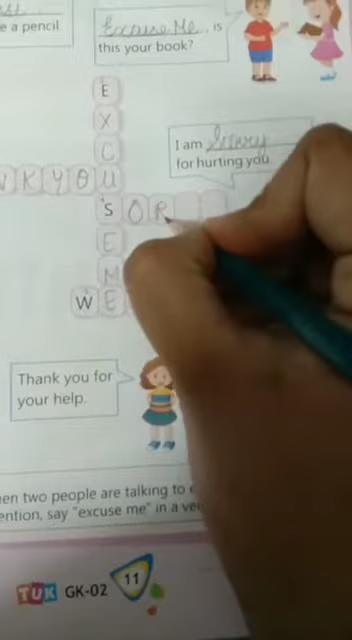 e a pencil
Excuse Me, is
this your book?
E
X
C
I am Sorry
for hurting you.
N K Y O U
S O R
E
M
W E
Thank you for
your help.
en two people are talking to
ention, say "excuse me" in a
TUK GK-02 11